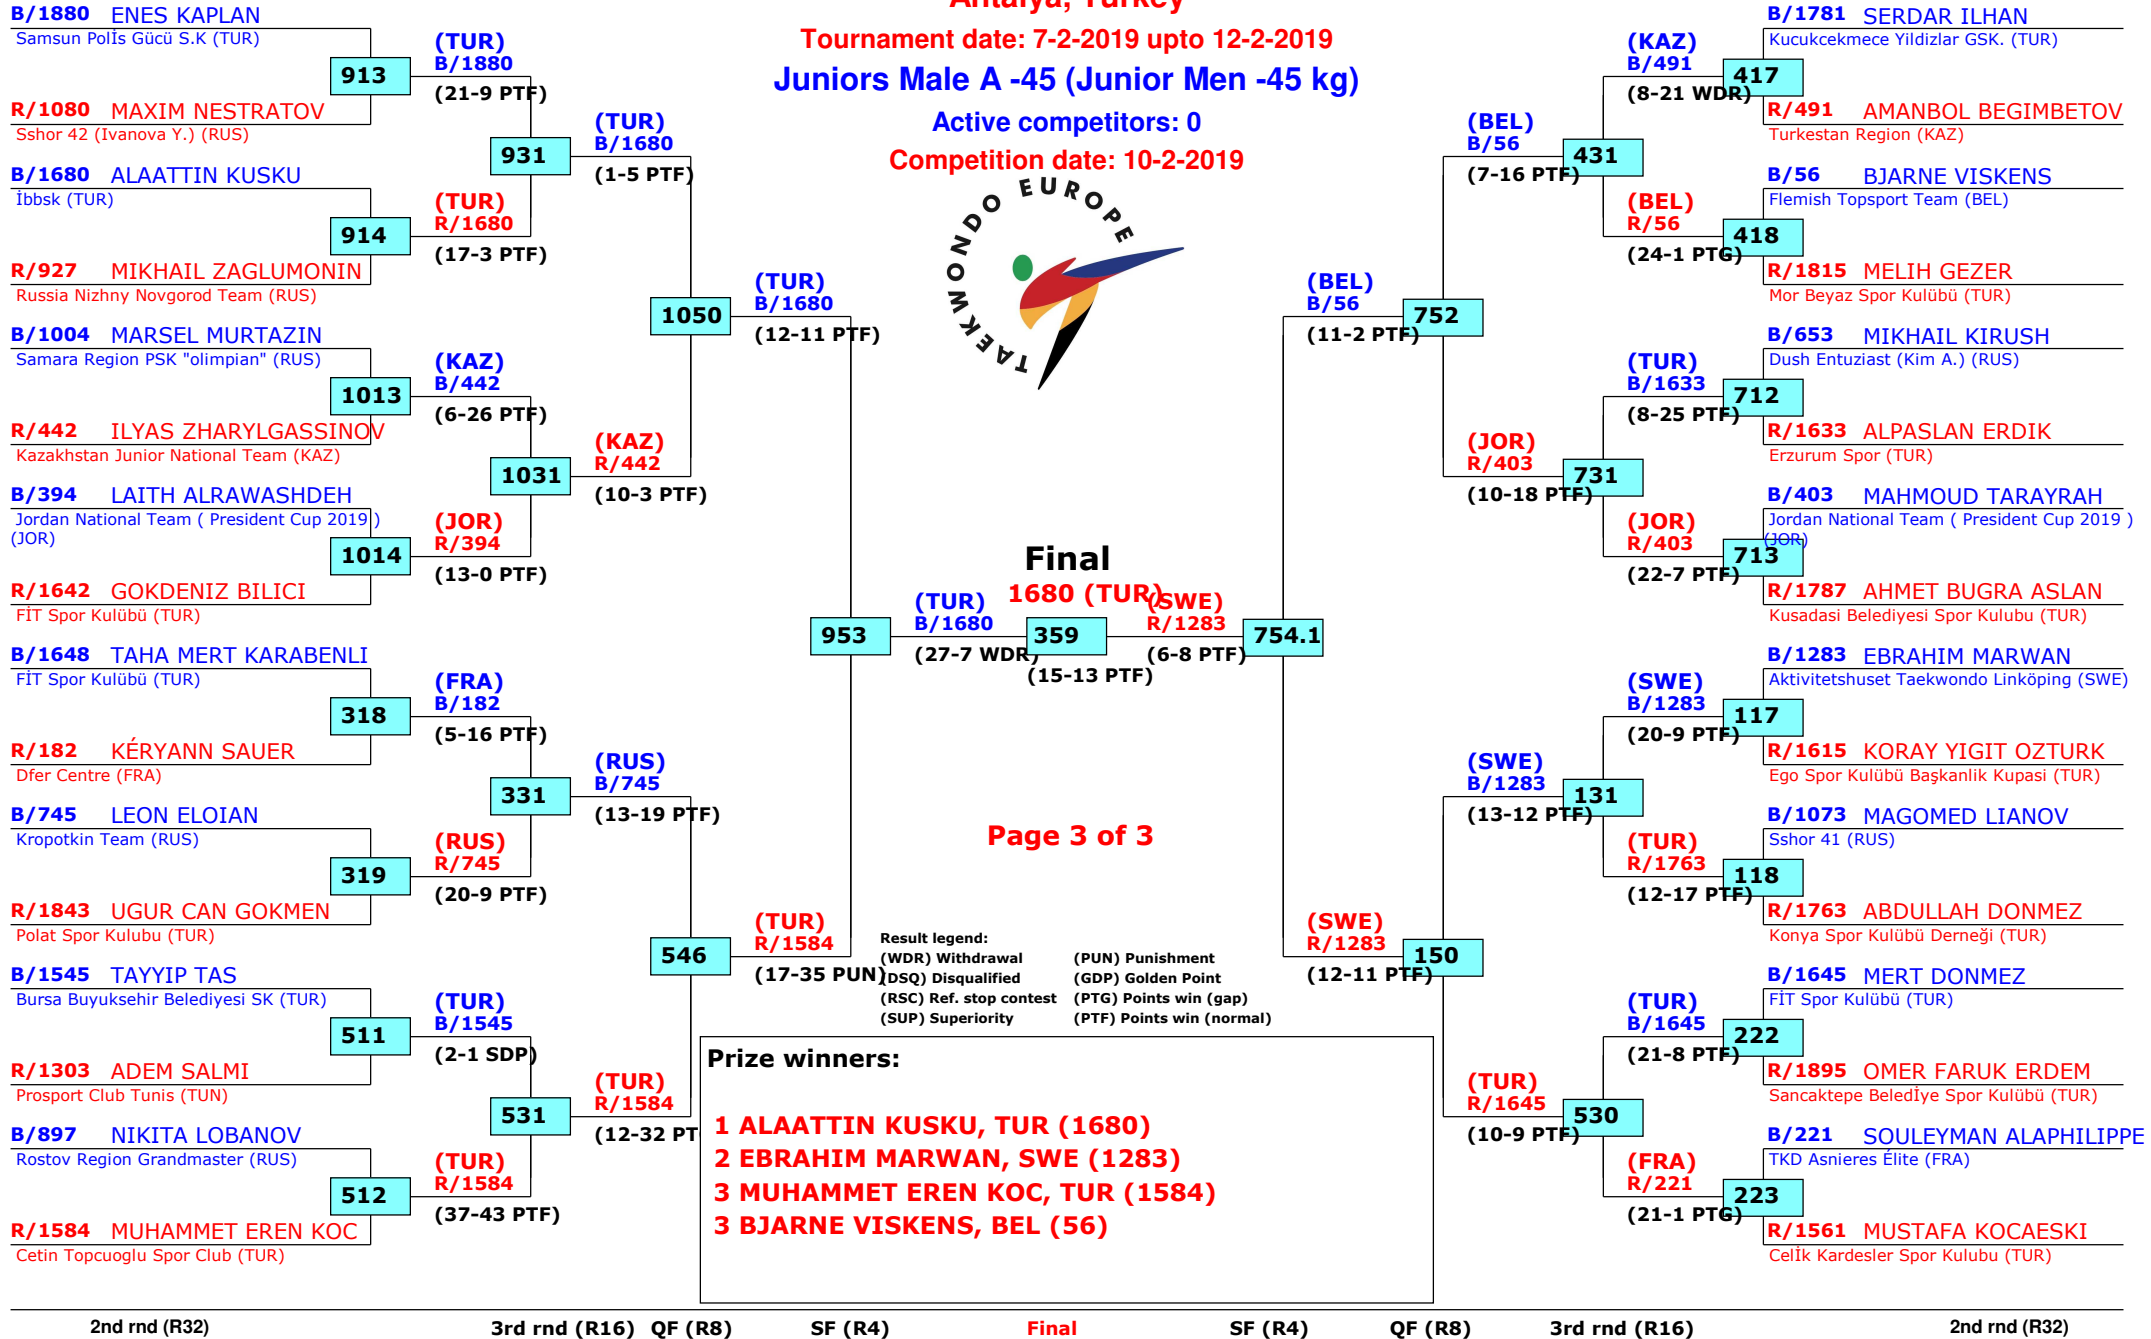 Antalya, Turkey
Tournament date: 7-2-2019 upto 12-2-2019
Juniors Male A -45 (Junior Men -45 kg)
Active competitors: 0
Competition date: 10-2-2019
TAEKWONDO EUROPE
B/1880 ENES KAPLAN
Samsun Polİs Gücü S.K (TUR)
913
R/1080 MAXIM NESTRATOV
Sshor 42 (Ivanova Y.) (RUS)
B/1680 ALAATTIN KUSKU
İbbsk (TUR)
914
R/927 MIKHAIL ZAGLUMONIN
Russia Nizhny Novgorod Team (RUS)
B/1004 MARSEL MURTAZIN
Samara Region PSK "olimpian" (RUS)
1013
R/442 ILYAS ZHARYLGASSINOV
Kazakhstan Junior National Team (KAZ)
B/394 LAITH ALRAWASHDEH
Jordan National Team ( President Cup 2019 )
(JOR)
1014
R/1642 GOKDENIZ BILICI
FİT Spor Kulübü (TUR)
B/1648 TAHA MERT KARABENLI
FİT Spor Kulübü (TUR)
318
R/182 KÉRYANN SAUER
Dfer Centre (FRA)
B/745 LEON ELOIAN
Kropotkin Team (RUS)
319
R/1843 UGUR CAN GOKMEN
Polat Spor Kulubu (TUR)
B/1545 TAYYIP TAS
Bursa Buyuksehir Belediyesi SK (TUR)
511
R/1303 ADEM SALMI
Prosport Club Tunis (TUN)
B/897 NIKITA LOBANOV
Rostov Region Grandmaster (RUS)
512
R/1584 MUHAMMET EREN KOC
Cetin Topcuoglu Spor Club (TUR)
(TUR)
B/1880
(21-9 PTF)
931
(TUR)
R/1680
(17-3 PTF)
(KAZ)
B/442
(6-26 PTF)
1031
(JOR)
R/394
(13-0 PTF)
(FRA)
B/182
(5-16 PTF)
331
(RUS)
R/745
(20-9 PTF)
(TUR)
B/1545
(2-1 SDP)
531
(TUR)
R/1584
(37-43 PTF)
(TUR)
B/1680
(1-5 PTF)
1050
(KAZ)
R/442
(10-3 PTF)
(RUS)
B/745
(13-19 PTF)
546
(TUR)
R/1584
(12-32 PT
(TUR)
B/1680
(12-11 PTF)
953
(TUR)
R/1584
(17-35 PUN)
(TUR)
B/1680
(27-7 WDR)
Final
1680 (TUR)
359
(15-13 PTF)
(SWE)
R/1283
(6-8 PTF)
754.1
Page 3 of 3
(BEL)
B/56
(11-2 PTF)
752
(SWE)
R/1283
(12-11 PTF)
150
(BEL)
B/56
(7-16 PTF)
431
(JOR)
R/403
(10-18 PTF)
731
(SWE)
B/1283
(13-12 PTF)
131
(TUR)
R/1645
(10-9 PTF)
530
(KAZ)
B/491
(8-21 WDR)
417
(BEL)
R/56
(24-1 PTG)
418
(TUR)
B/1633
(8-25 PTF)
712
(JOR)
R/403
(22-7 PTF)
713
(SWE)
B/1283
(20-9 PTF)
117
(TUR)
R/1763
(12-17 PTF)
118
(TUR)
B/1645
(21-8 PTF)
222
(FRA)
R/221
(21-1 PTG)
223
B/1781 SERDAR ILHAN
Kucukcekmece Yildizlar GSK. (TUR)
R/491 AMANBOL BEGIMBETOV
Turkestan Region (KAZ)
B/56 BJARNE VISKENS
Flemish Topsport Team (BEL)
R/1815 MELIH GEZER
Mor Beyaz Spor Kulübü (TUR)
B/653 MIKHAIL KIRUSH
Dush Entuziast (Kim A.) (RUS)
R/1633 ALPASLAN ERDIK
Erzurum Spor (TUR)
B/403 MAHMOUD TARAYRAH
Jordan National Team ( President Cup 2019 )
(JOR)
R/1787 AHMET BUGRA ASLAN
Kusadasi Belediyesi Spor Kulubu (TUR)
B/1283 EBRAHIM MARWAN
Aktivitetshuset Taekwondo Linköping (SWE)
R/1615 KORAY YIGIT OZTURK
Ego Spor Kulübü Başkanlik Kupasi (TUR)
B/1073 MAGOMED LIANOV
Sshor 41 (RUS)
R/1763 ABDULLAH DONMEZ
Konya Spor Kulübü Derneği (TUR)
B/1645 MERT DONMEZ
FİT Spor Kulübü (TUR)
R/1895 OMER FARUK ERDEM
Sancaktepe Beledİye Spor Kulübü (TUR)
B/221 SOULEYMAN ALAPHILIPPE
TKD Asnieres Élite (FRA)
R/1561 MUSTAFA KOCAESKI
Celİk Kardesler Spor Kulubu (TUR)
Result legend:
(WDR) Withdrawal (PUN) Punishment
(DSQ) Disqualified (GDP) Golden Point
(RSC) Ref. stop contest (PTG) Points win (gap)
(SUP) Superiority (PTF) Points win (normal)
Prize winners:
1 ALAATTIN KUSKU, TUR (1680)
2 EBRAHIM MARWAN, SWE (1283)
3 MUHAMMET EREN KOC, TUR (1584)
3 BJARNE VISKENS, BEL (56)
2nd rnd (R32) 3rd rnd (R16) QF (R8) SF (R4) Final SF (R4) QF (R8) 3rd rnd (R16) 2nd rnd (R32)